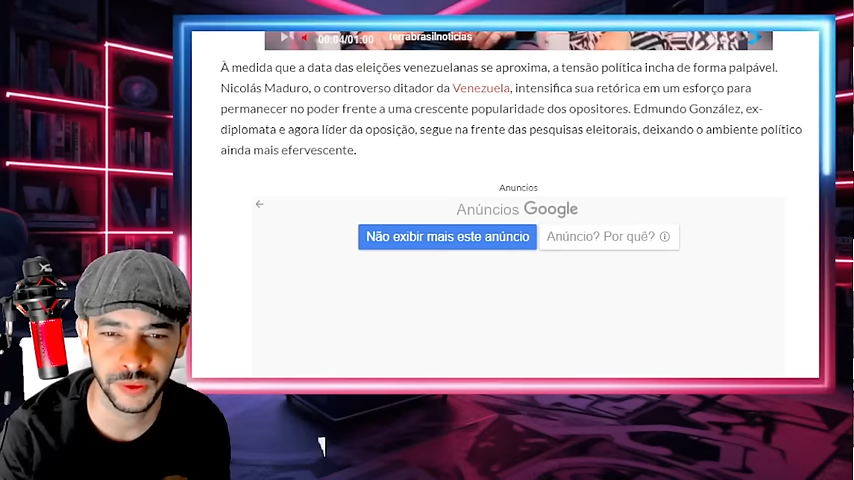 00:04/01:00 terrabrasilnotícias
À medida que a data das eleições venezuelanas se aproxima, a tensão política incha de forma palpável.
Nicolás Maduro, o controverso ditador da Venezuela, intensifica sua retórica em um esforço para
permanecer no poder frente a uma crescente popularidade dos opositores. Edmundo González, ex-
diplomata e agora líder da oposição, segue na frente das pesquisas eleitorais, deixando o ambiente político
ainda mais efervescente.
Anuncios
Anúncios Google
Não exibir mais este anúncio Anúncio? Por quê?